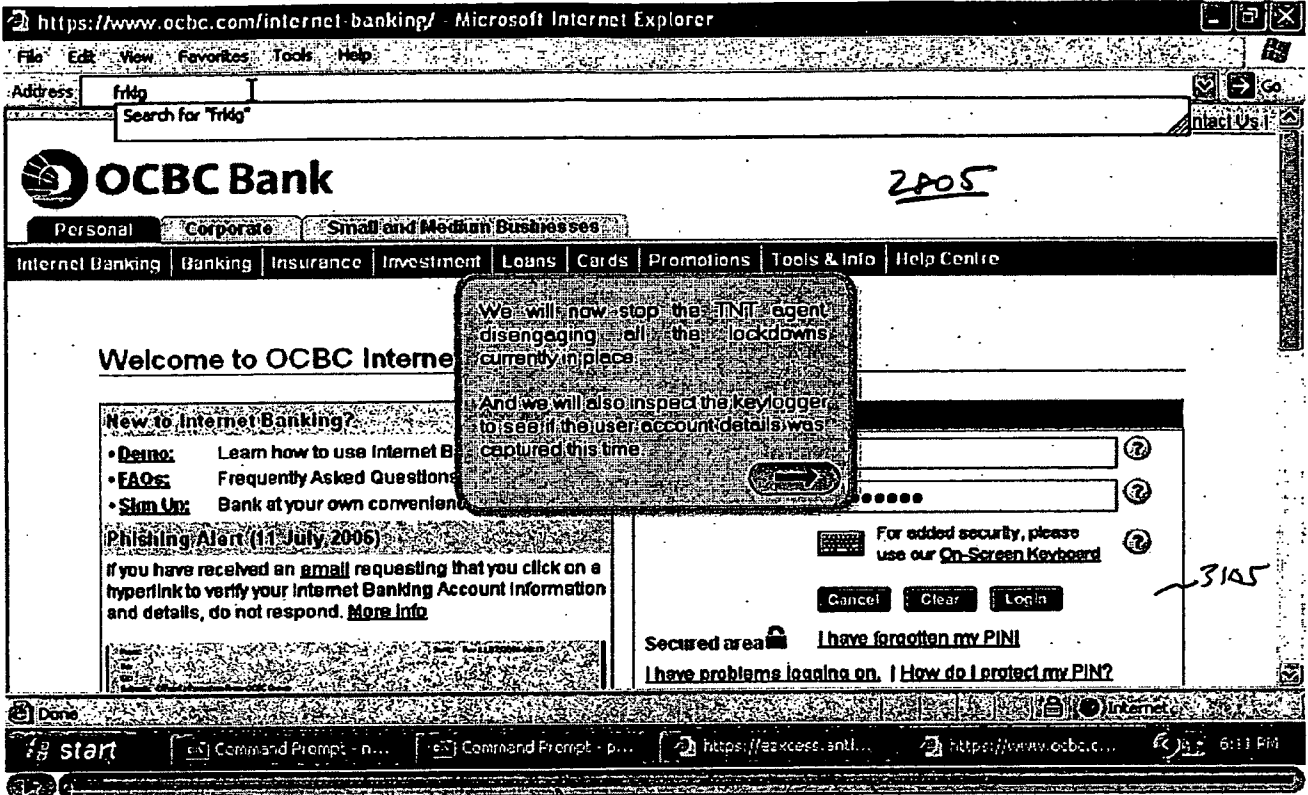 https://www.ocbc.com/internet-banking/ - Microsoft Internet Explorer
File Edit View Favorites Tools Help
Address frklg Go
Search for "frklg"
ntact Us
OCBC Bank
2805
Personal Corporate Small and Medium Businesses
Internet Banking Banking Insurance Investment Loans Cards Promotions Tools & Info Help Centre
We will now stop the TNT agent
disengaging all the lockdowns
currently in place.
And we will also inspect the keylogger
to see if the user account details was
captured this time.
Welcome to OCBC Interne
New to Internet Banking?
• Demo: Learn how to use Internet B
• FAQs: Frequently Asked Questions
• Sign Up: Bank at your own convenienc
Phishing Alert (11 July 2006)
If you have received an email requesting that you click on a
hyperlink to verify your Internet Banking Account information
and details, do not respond. More info
For added security, please
use our On-Screen Keyboard
3105
Cancel Clear Login
Secured area I have forgotten my PIN!
I have problems logging on. | How do I protect my PIN?
Done Internet
start Command Prompt - n... Command Prompt - p... https://ezxcess.anti... https://www.ocbc.c... 6:11 PM